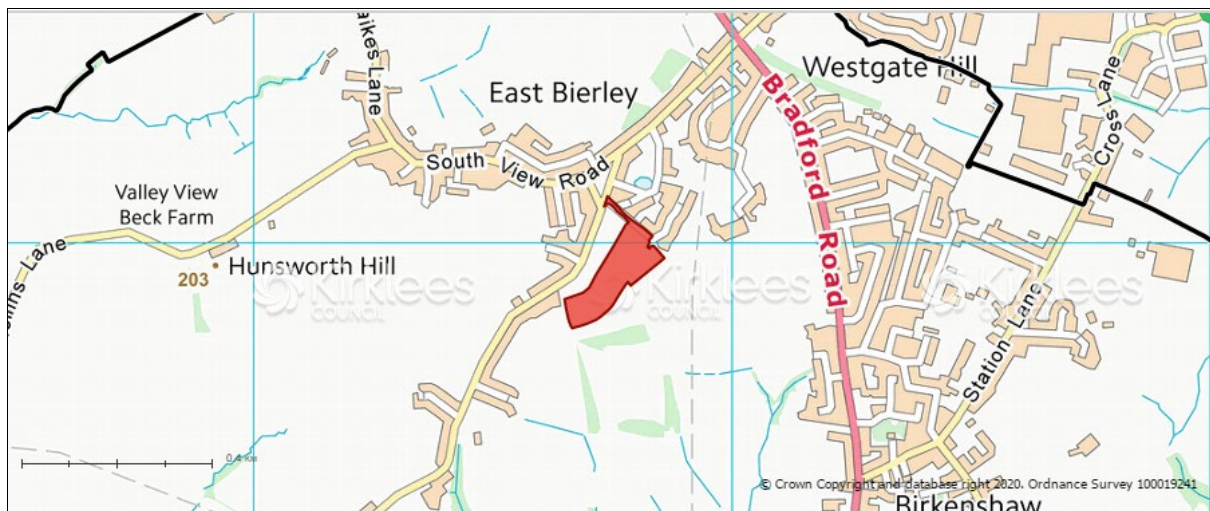 aikes Lane
East Bierley
Westgate Hill
Bradford Road
Cross Lane
South View Road
Valley View
Beck Farm
Hunsworth Hill
203
llins Lane
Kirklees
COUNCIL
Kirklees
COUNCIL
Kirklees
COUNCIL
Station Lane
0.4 Km
© Crown Copyright and database right 2020. Ordnance Survey 100019241
Birkenshaw